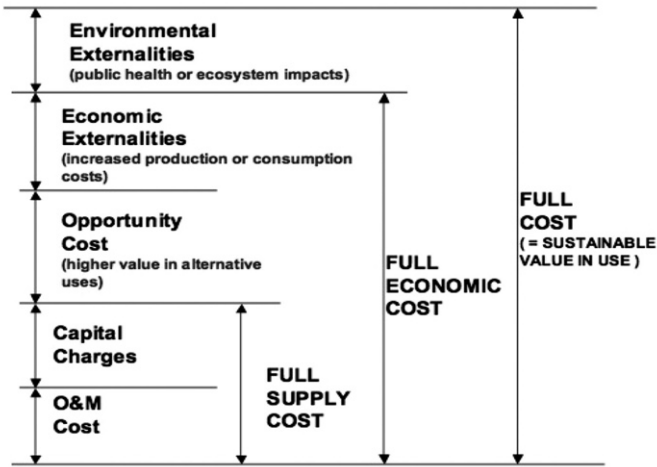 Environmental
Externalities
(public health or ecosystem impacts)
Economic
Externalities
(increased production or consumption
costs)
Opportunity
Cost
(higher value in alternative
uses)
Capital
Charges
O&M
Cost
FULL
SUPPLY
COST
FULL
ECONOMIC
COST
FULL
COST
( = SUSTAINABLE
VALUE IN USE )